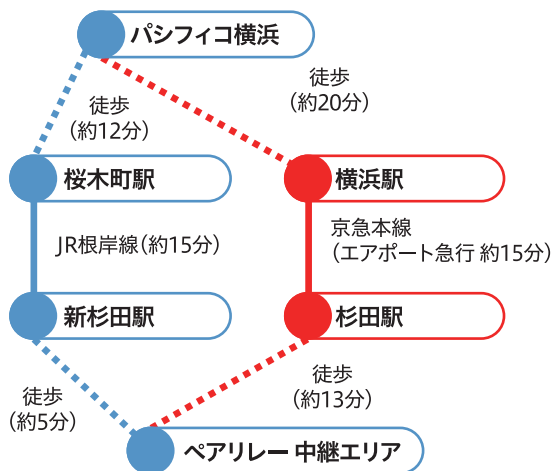 パシフィコ横浜
徒歩
（約20分）
徒歩
（約12分）
桜木町駅
横浜駅
JR根岸線（約15分）
京急本線
（エアポート急行 約15分）
新杉田駅
杉田駅
徒歩
（約5分）
徒歩
（約13分）
ペアリレー 中継エリア